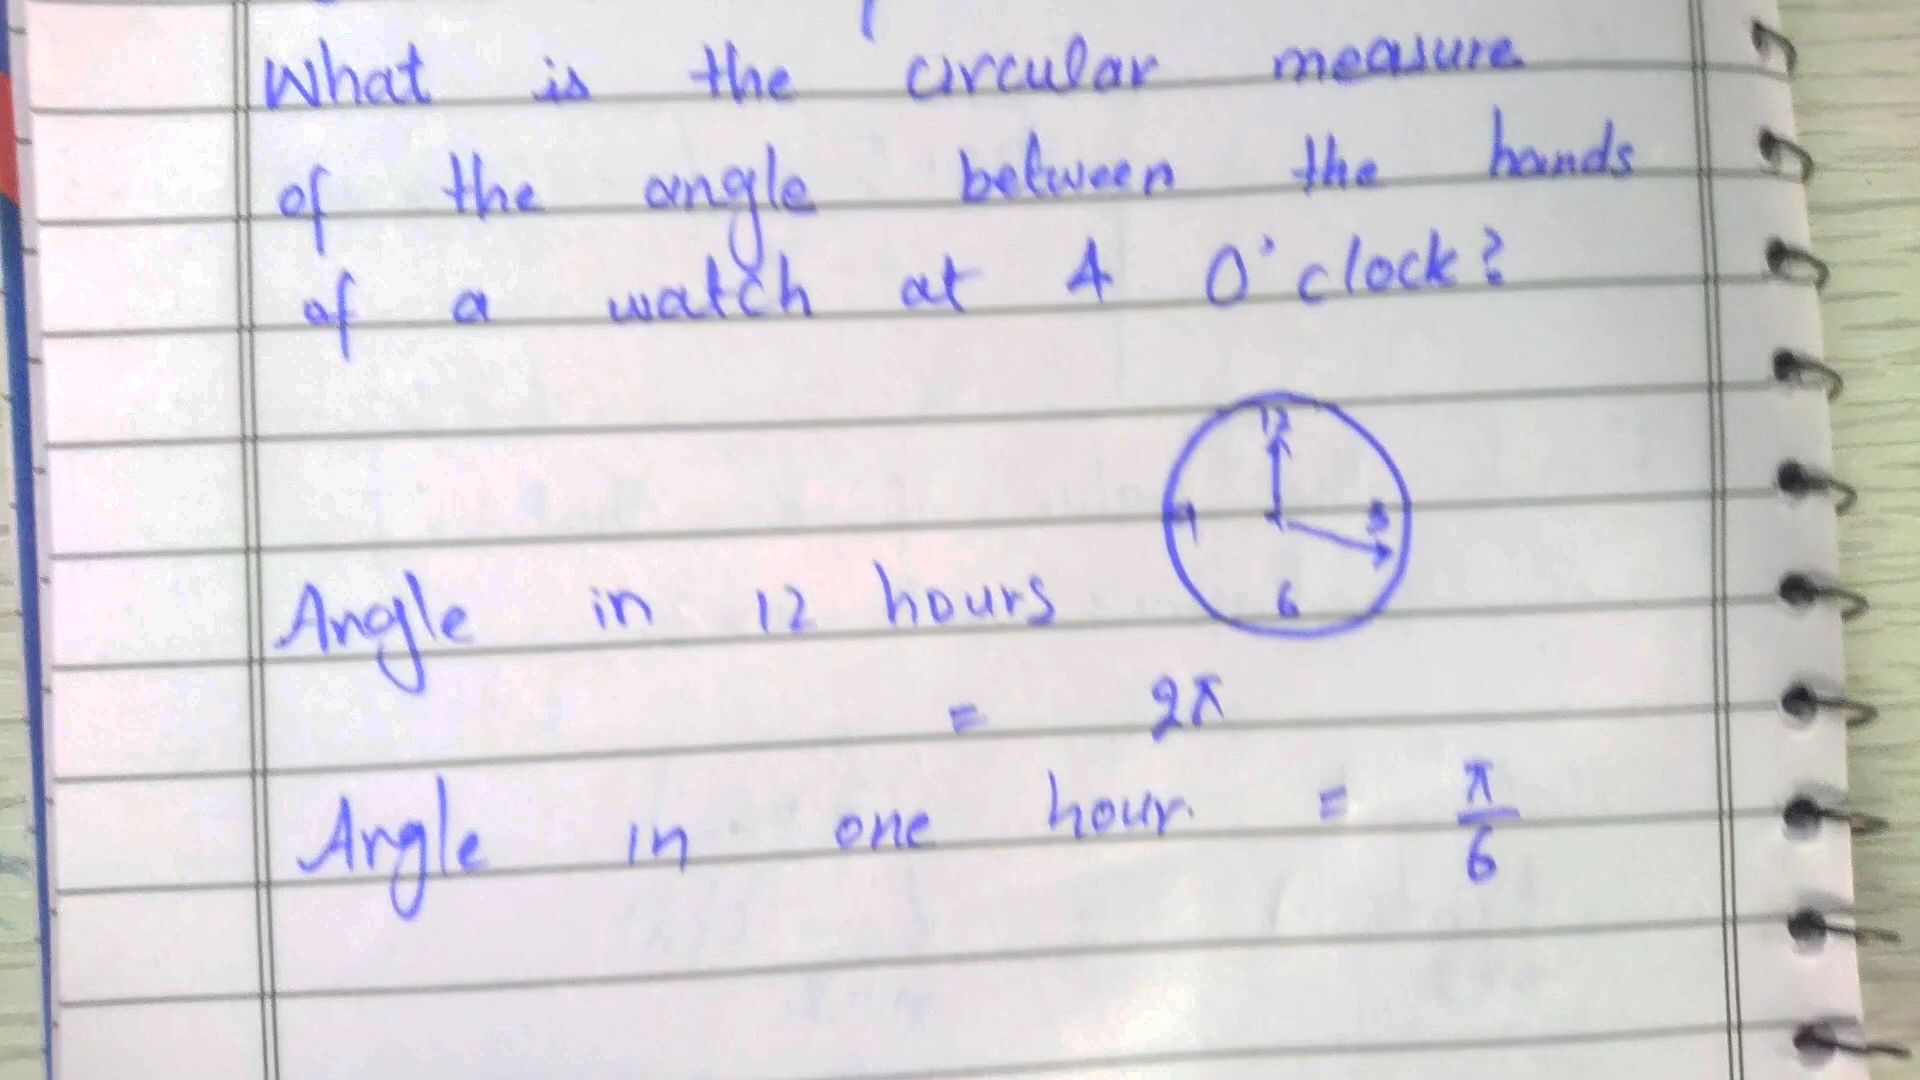 What is the circular measure
of the angle between the hands
of a watch at 4 O'clock?
12
3
6
Angle in 12 hours
= 2π
Angle in one hour. = π/6